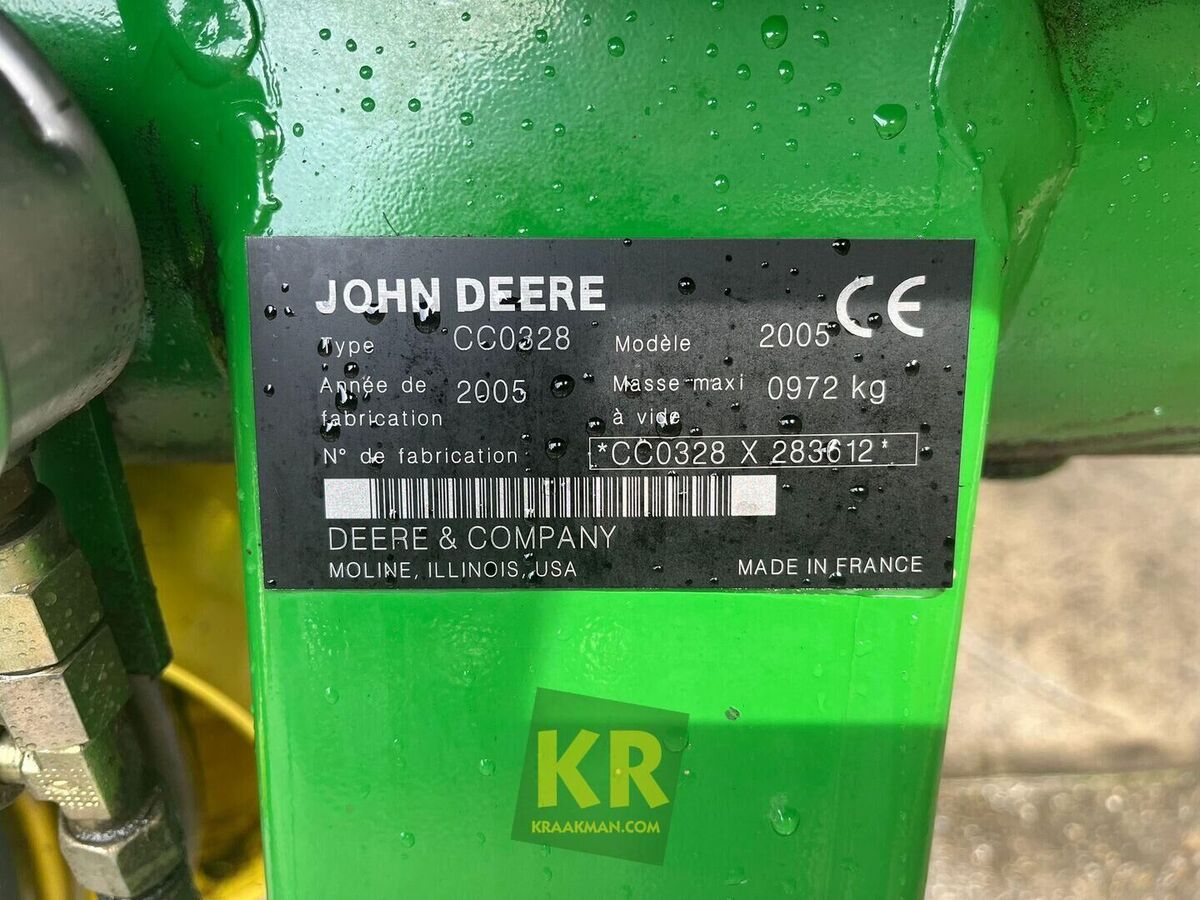 JOHN DEERE CE
Type CC0328 Modèle 2005
Année de fabrication 2005 Masse maxi à vide 0972 kg
N° de fabrication *CC0328 X 283612*
DEERE & COMPANY
MOLINE, ILLINOIS, USA MADE IN FRANCE
KR
KRAAKMAN.COM